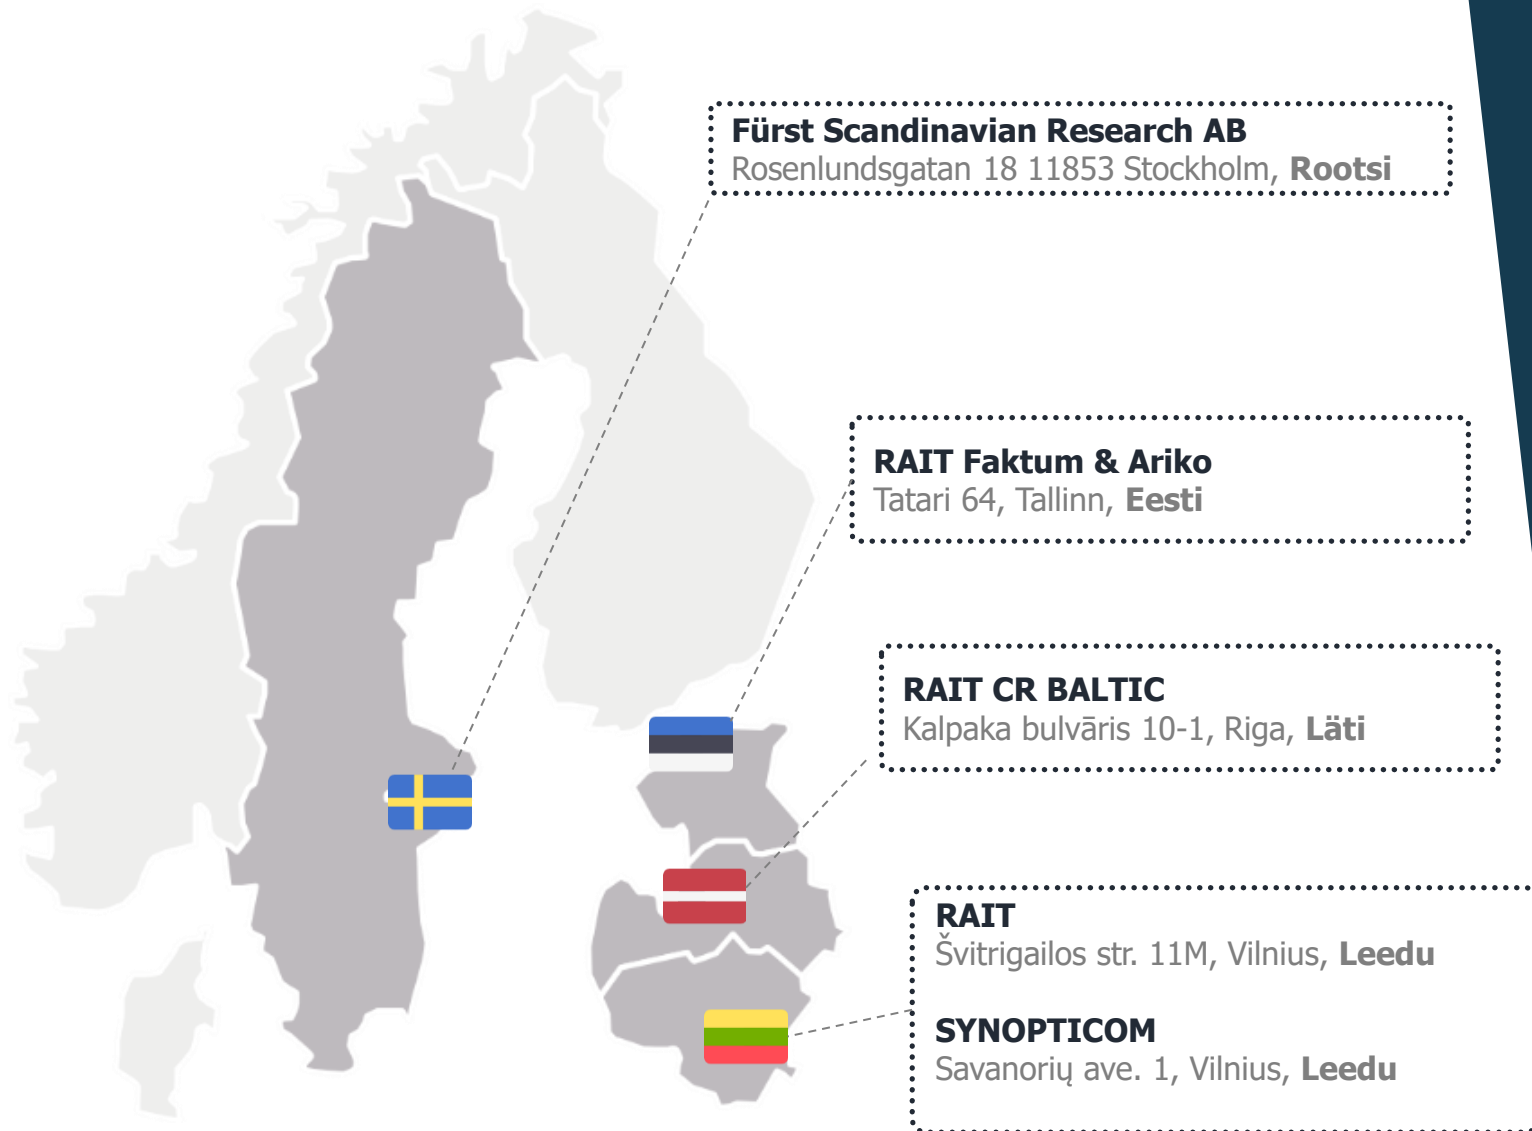 Fürst Scandinavian Research AB
Rosenlundsgatan 18 11853 Stockholm, Rootsi
RAIT Faktum & Ariko
Tatari 64, Tallinn, Eesti
RAIT CR BALTIC
Kalpaka bulvāris 10-1, Riga, Läti
RAIT
Švitrigailos str. 11M, Vilnius, Leedu
SYNOPTICOM
Savanorių ave. 1, Vilnius, Leedu